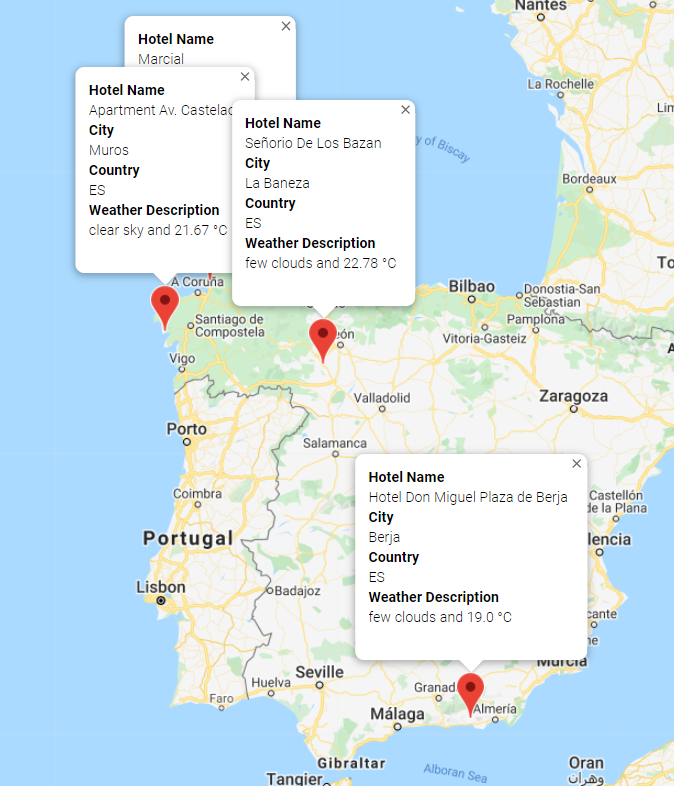 Nantes
Hotel Name
Marcial
La Rochelle
Hotel Name
Apartment Av.
City
Muros
Country
ES
Weather Description
clear sky and 21.67 °C
Hotel Name
Señorio De Los Bazan
City
La Baneza
Country
ES
Weather Description
few clouds and 22.78 °C
of Biscay
Bordeaux
A Coruña
Santiago de
Compostela
Vigo
Bilbao
Donostia-San
Sebastian
Vitoria-Gasteiz
Pamplona
Valladolid
Zaragoza
Porto
Salamanca
Coimbra
Portugal
Lisbon
Badajoz
Hotel Name
Hotel Don Miguel Plaza de Berja
City
Berja
Country
ES
Weather Description
few clouds and 19.0 °C
Castellón
de la Plana
Murcia
Seville
Huelva
Faro
Granad
Almería
Málaga
Gibraltar
Alboran Sea
Tangier
Oran
وهران